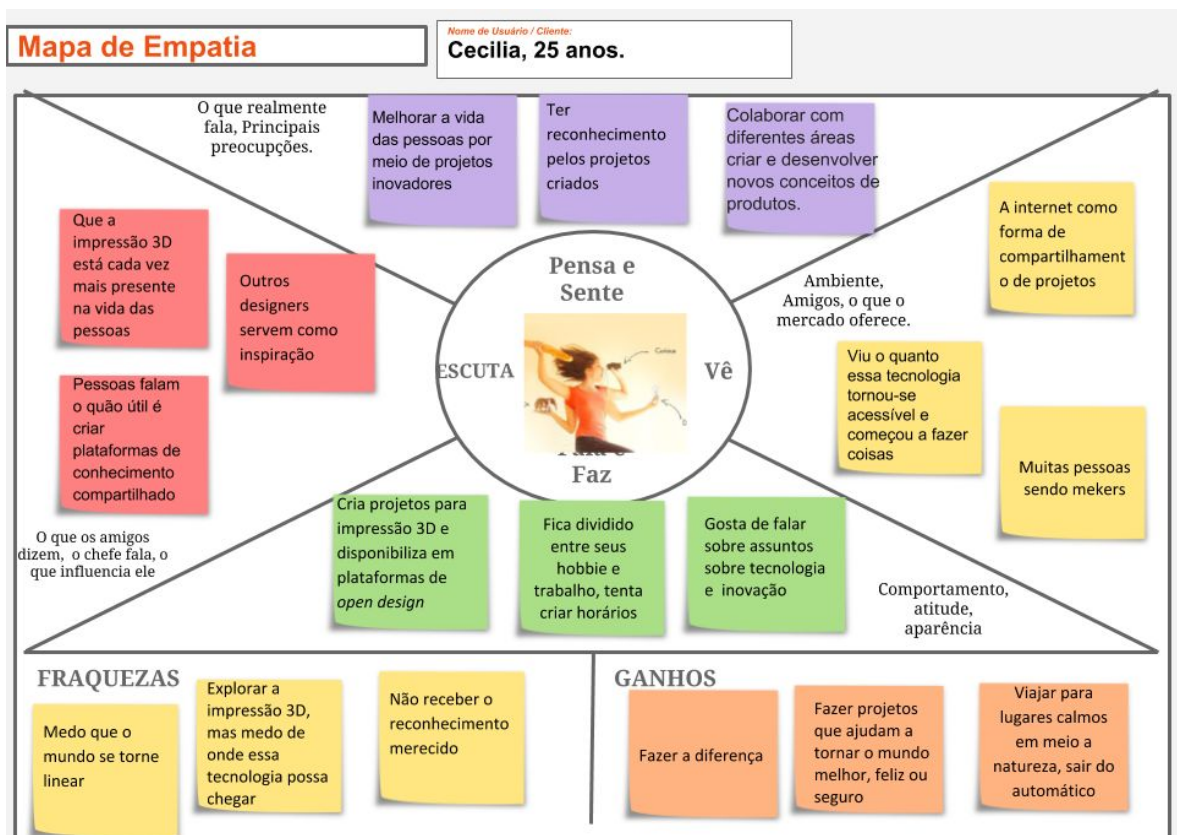 Mapa de Empatia
Nome de Usuário / Cliente:
Cecilia, 25 anos.
O que realmente
fala, Principais
preocupções.
Melhorar a vida
das pessoas por
meio de projetos
inovadores
Ter
reconhecimento
pelos projetos
criados
Colaborar com
diferentes áreas
criar e desenvolver
novos conceitos de
produtos.
Que a
impressão 3D
está cada vez
mais presente
na vida das
pessoas
Outros
designers
servem como
inspiração
Pessoas falam
o quão útil é
criar
plataformas de
conhecimento
compartilhado
O que os amigos
dizem, o chefe fala, o
que influencia ele
Pensa e
Sente
ESCUTA
Vê
Faz
Ambiente,
Amigos, o que o
mercado oferece.
A internet como
forma de
compartilhament
o de projetos
Viu o quanto
essa tecnologia
tornou-se
acessível e
começou a fazer
coisas
Muitas pessoas
sendo mekers
Cria projetos para
impressão 3D e
disponibiliza em
plataformas de
open design
Fica dividido
entre seus
hobbie e
trabalho, tenta
criar horários
Gosta de falar
sobre assuntos
sobre tecnologia
e inovação
Comportamento,
atitude,
aparência
FRAQUEZAS
Medo que o
mundo se torne
linear
Explorar a
impressão 3D,
mas medo de
onde essa
tecnologia possa
chegar
Não receber o
reconhecimento
merecido
GANHOS
Fazer a diferença
Fazer projetos
que ajudam a
tornar o mundo
melhor, feliz ou
seguro
Viajar para
lugares calmos
em meio a
natureza, sair do
automático